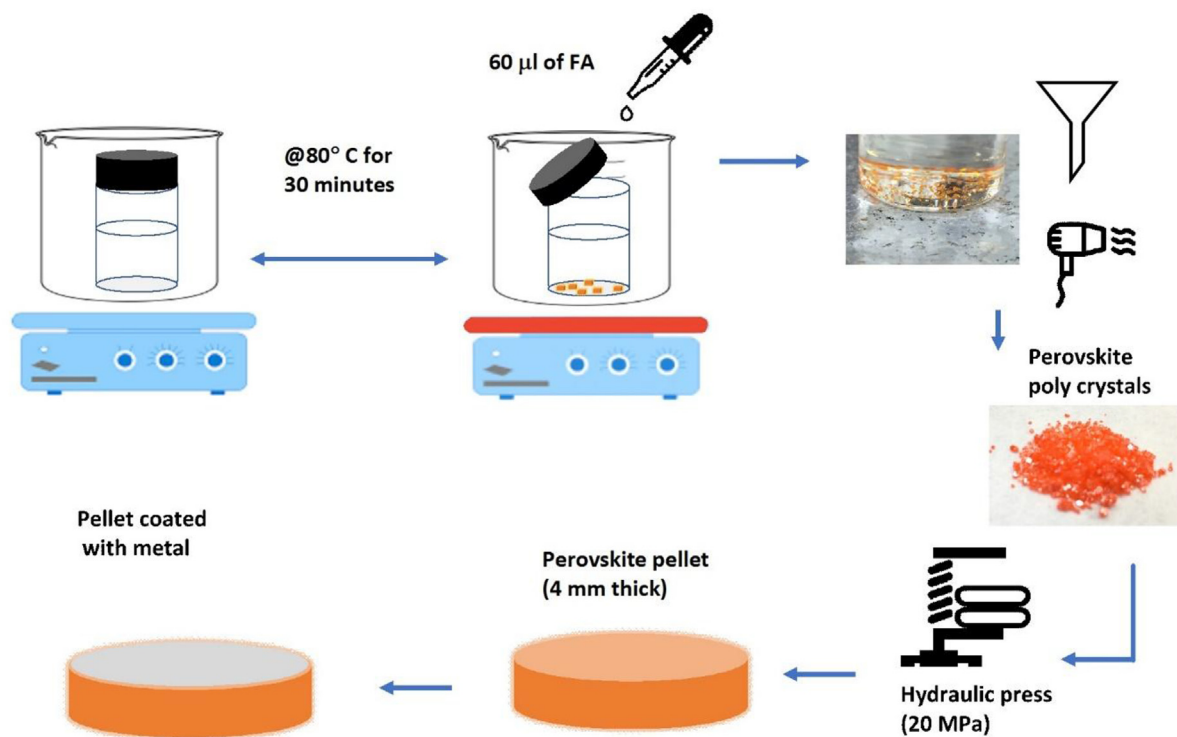 60 μl of FA
@80° C for
30 minutes
Perovskite
poly crystals
Hydraulic press
(20 MPa)
Perovskite pellet
(4 mm thick)
Pellet coated
with metal